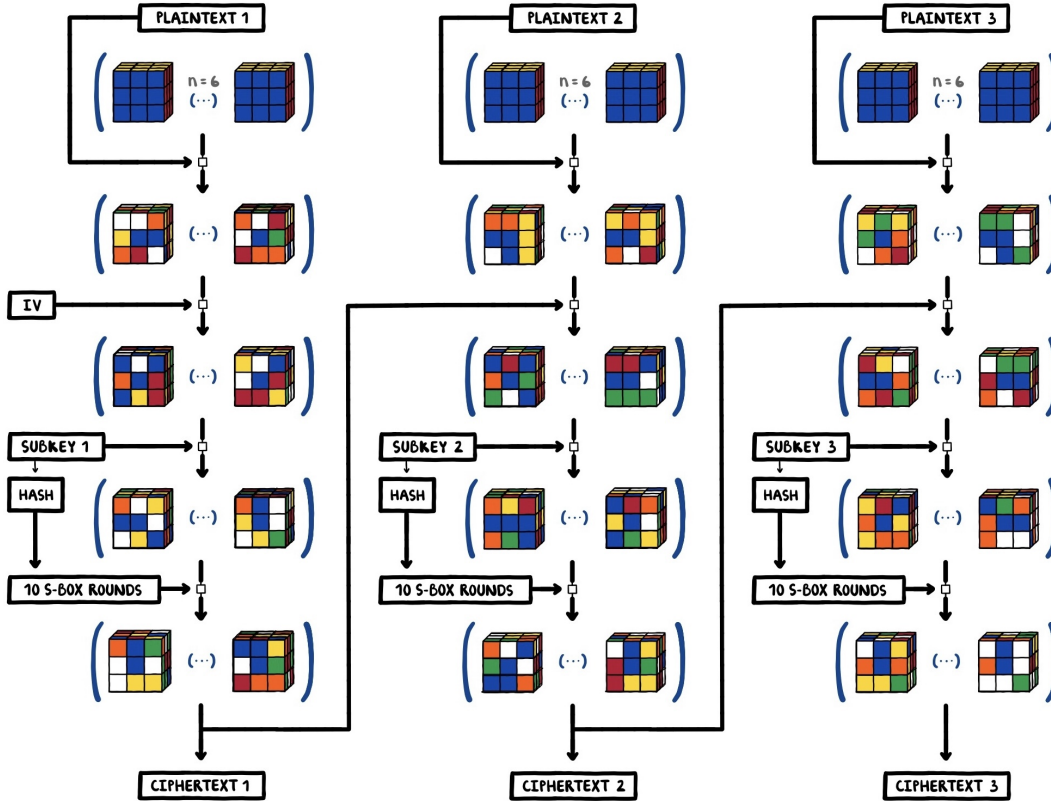 PLAINTEXT 1
PLAINTEXT 2
PLAINTEXT 3
n=6
(...)
n=6
(...)
n=6
(...)
(...)
(...)
(...)
IV
(...)
(...)
(...)
SUBKEY 1
SUBKEY 2
SUBKEY 3
HASH
(...)
HASH
(...)
HASH
(...)
10 S-BOX ROUNDS
10 S-BOX ROUNDS
10 S-BOX ROUNDS
(...)
(...)
(...)
CIPHERTEXT 1
CIPHERTEXT 2
CIPHERTEXT 3